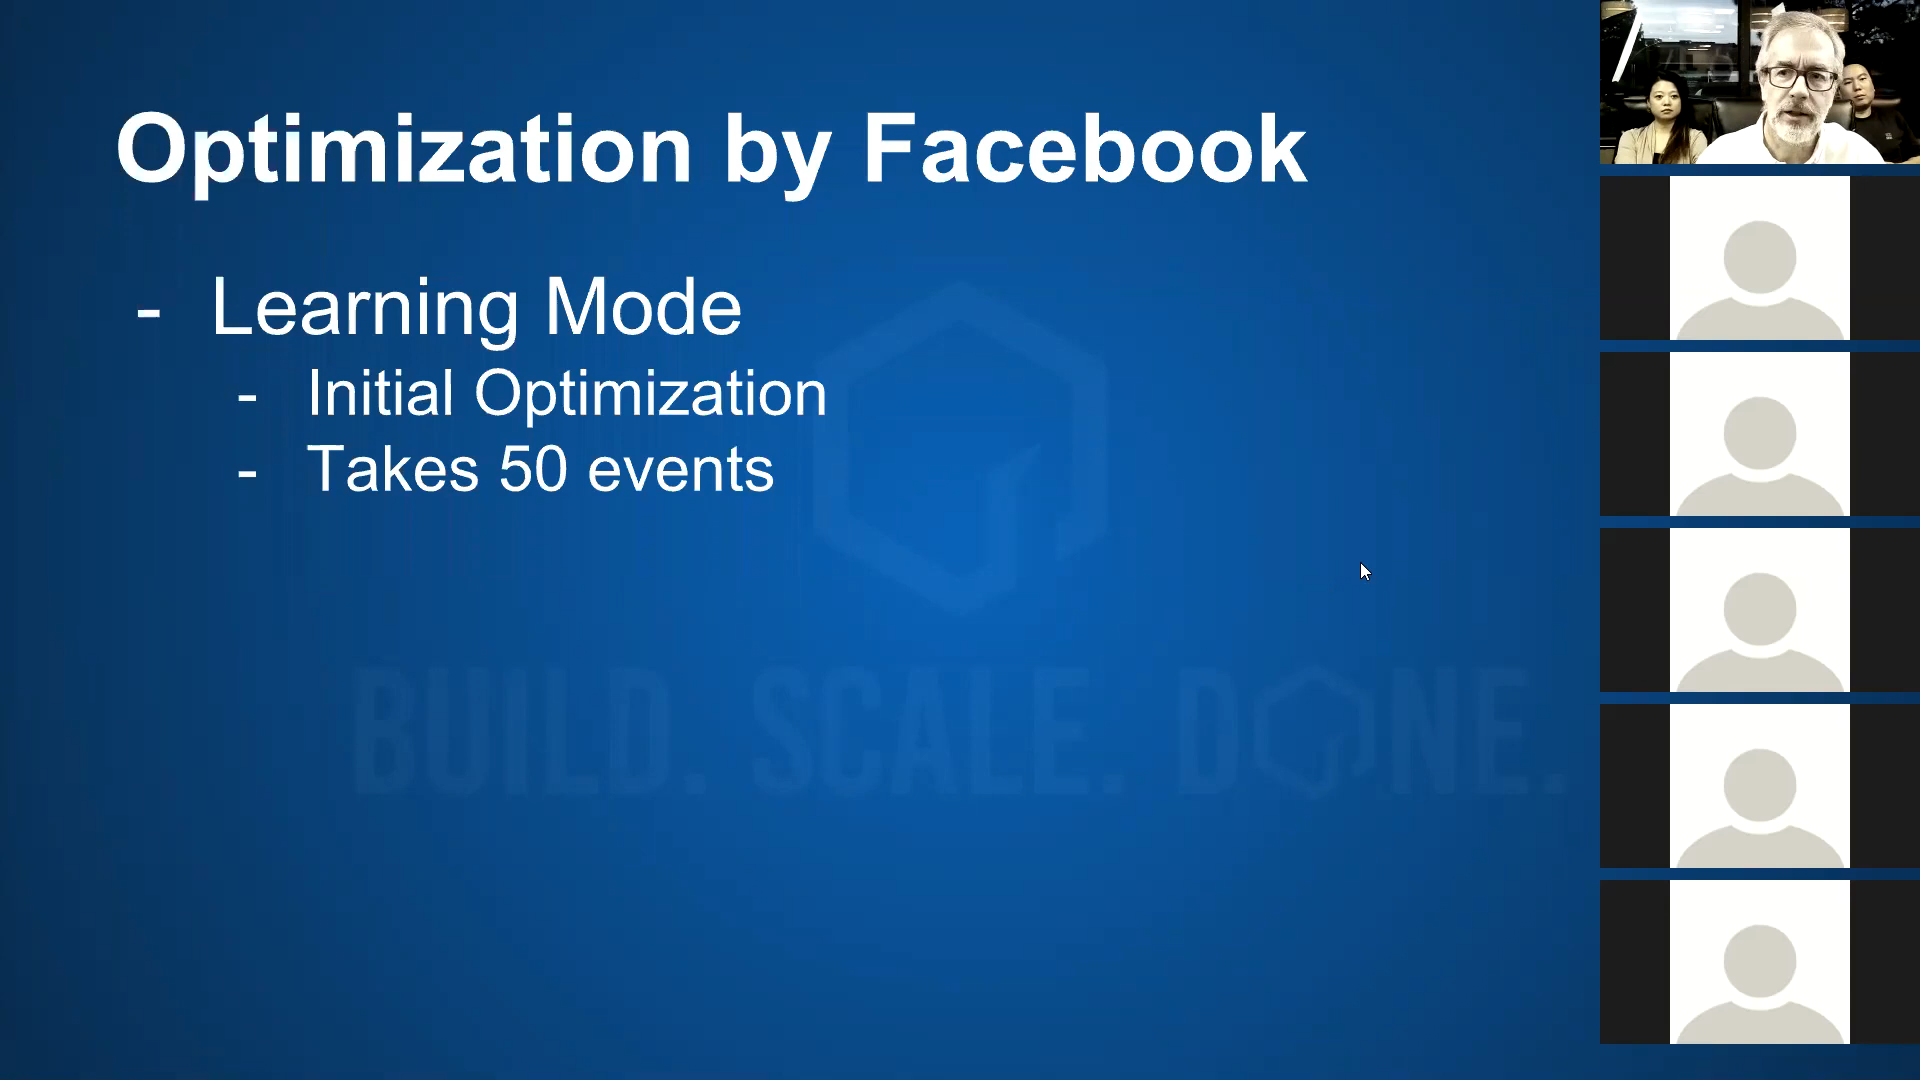 Optimization by Facebook
- Learning Mode
- Initial Optimization
- Takes 50 events
BUILD. SCALE. DONE.